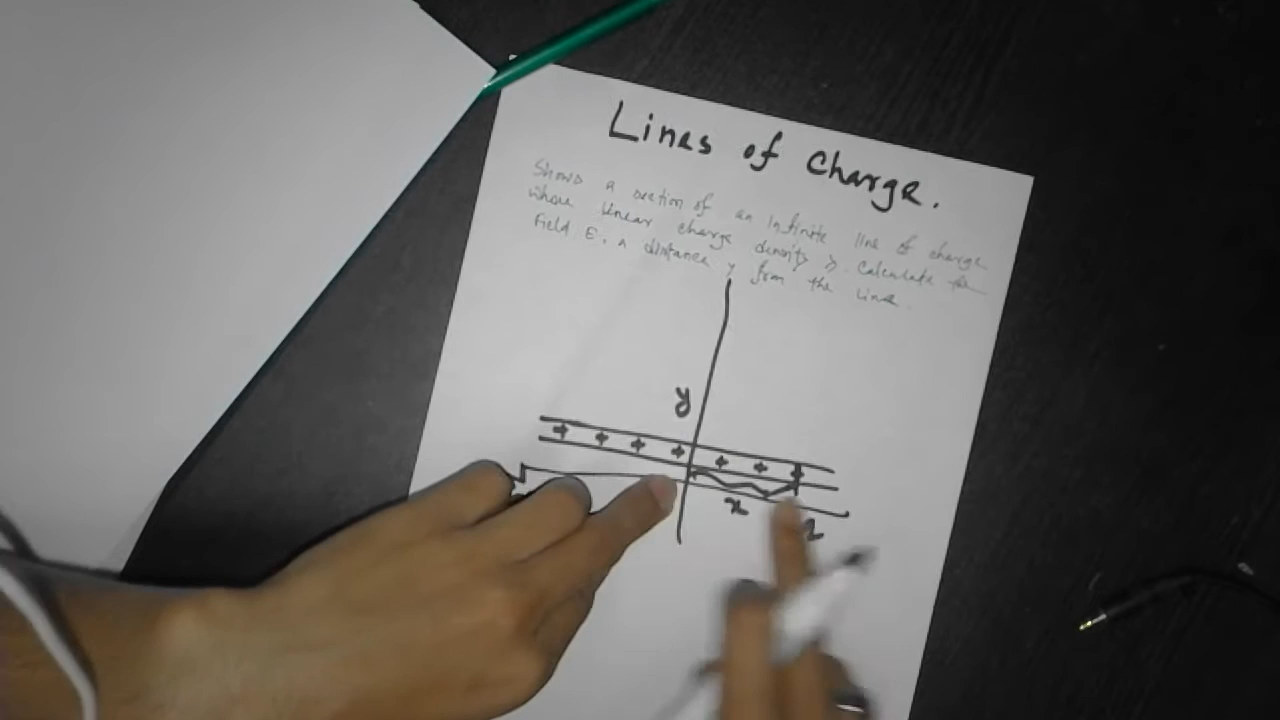 Lines of Charge.
Shows a section of an infinite line of charge
whose linear charge density λ. Calculate the
Field E, a distance y from the line.
y
+ + + + + + +
x
x